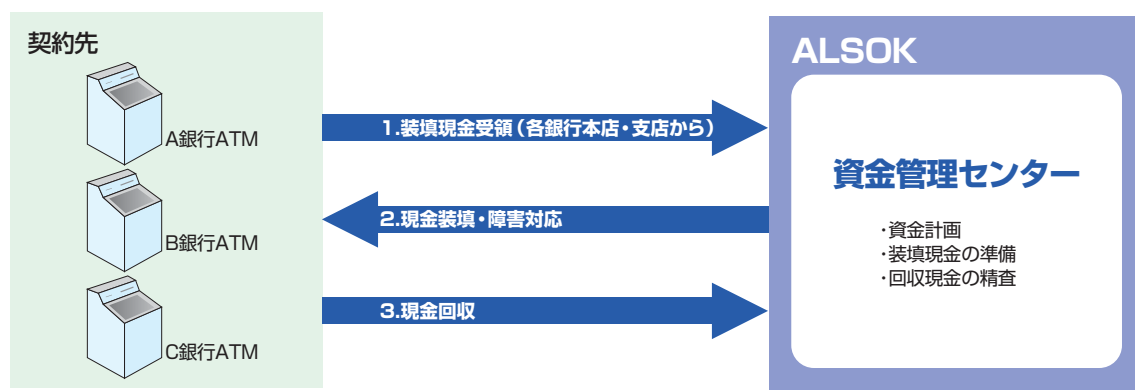 契約先
A銀行ATM
B銀行ATM
C銀行ATM
1.装填現金受領（各銀行本店・支店から）
2.現金装填・障害対応
3.現金回収
ALSOK
資金管理センター
・資金計画
・装填現金の準備
・回収現金の精査